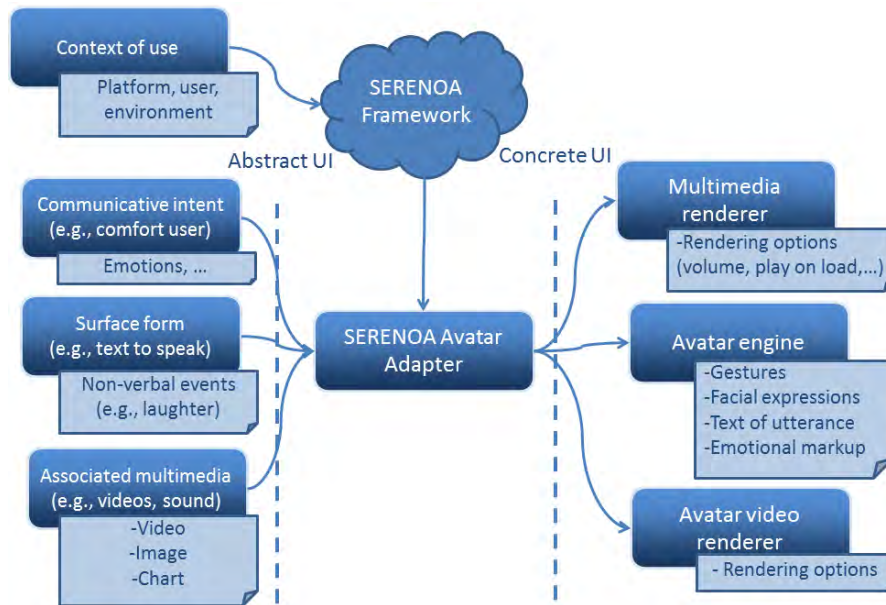 Context of use
Platform, user,
environment
SERENOA
Framework
Abstract UI
Concrete UI
Communicative intent
(e.g., comfort user)
Emotions, ...
Surface form
(e.g., text to speak)
Non-verbal events
(e.g., laughter)
Associated multimedia
(e.g., videos, sound)
-Video
-Image
-Chart
SERENOA Avatar
Adapter
Multimedia
renderer
-Rendering options
(volume, play on load,...)
Avatar engine
-Gestures
-Facial expressions
-Text of utterance
-Emotional markup
Avatar video
renderer
- Rendering options